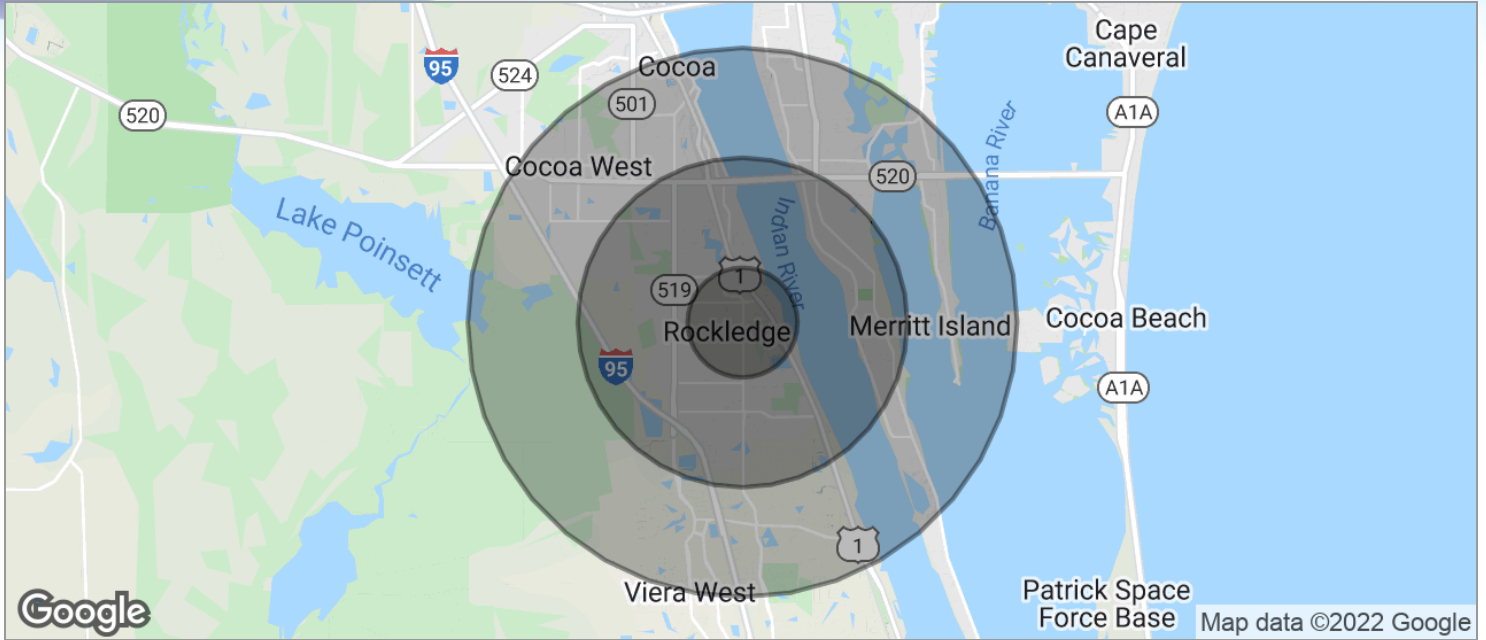 Cape
Canaveral
Cocoa
95
524
501
520
A1A
Cocoa West
520
Banana River
Lake Poinsett
Indian River
1
519
Rockledge
Merritt Island
Cocoa Beach
95
A1A
1
Viera West
Patrick Space
Force Base
Google
Map data ©2022 Google